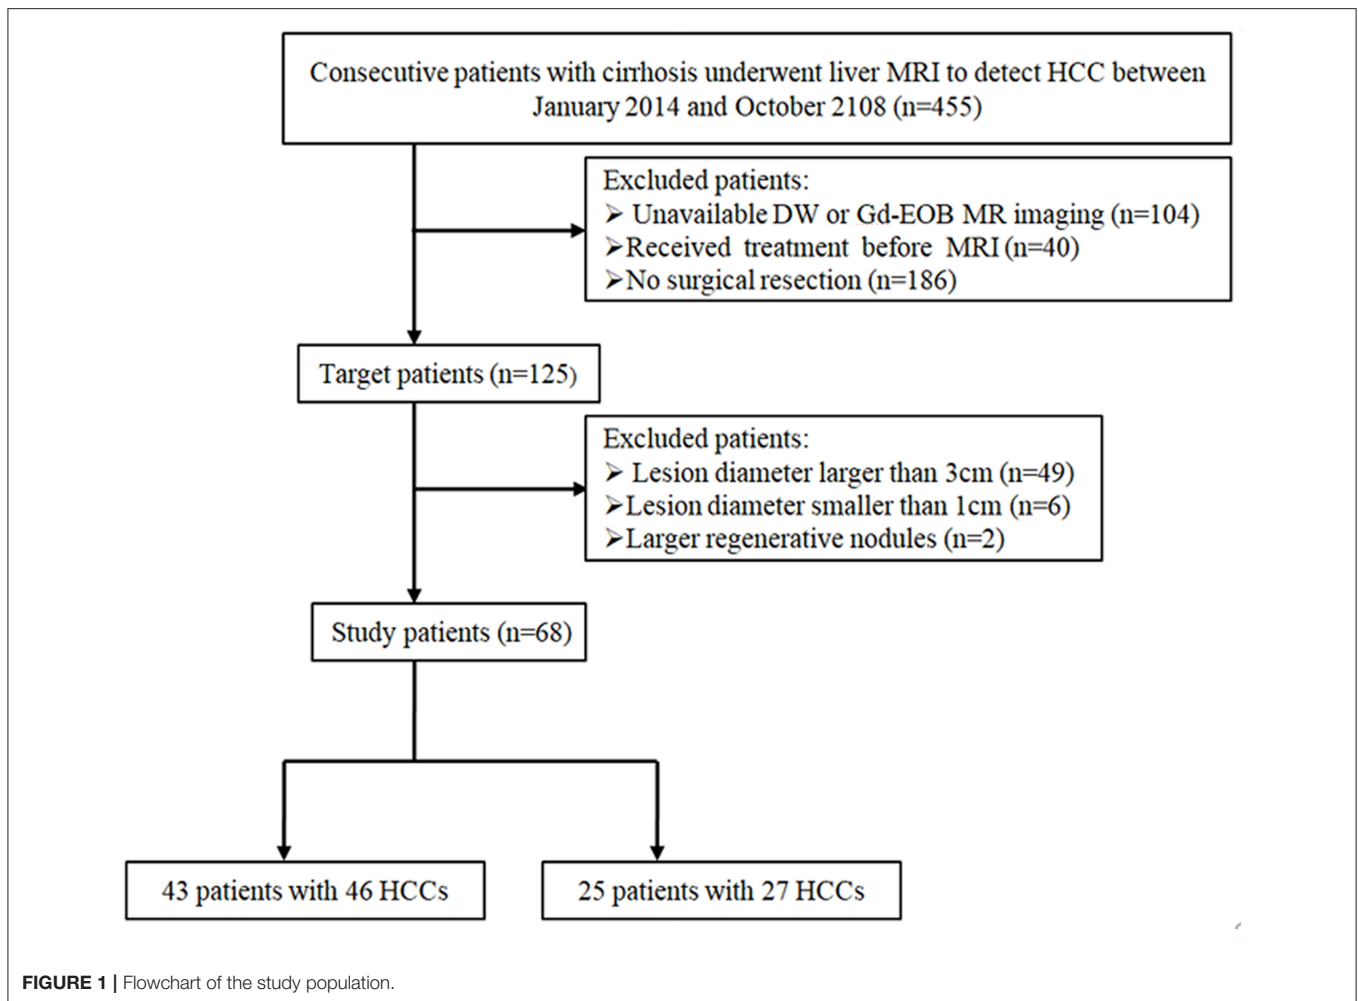 Consecutive patients with cirrhosis underwent liver MRI to detect HCC between
January 2014 and October 2108 (n=455)
Excluded patients:
➢ Unavailable DW or Gd-EOB MR imaging (n=104)
➢Received treatment before MRI (n=40)
➢No surgical resection (n=186)
Target patients (n=125)
Excluded patients:
➢ Lesion diameter larger than 3cm (n=49)
➢Lesion diameter smaller than 1cm (n=6)
➢Larger regenerative nodules (n=2)
Study patients (n=68)
43 patients with 46 HCCs
25 patients with 27 HCCs
FIGURE 1 | Flowchart of the study population.